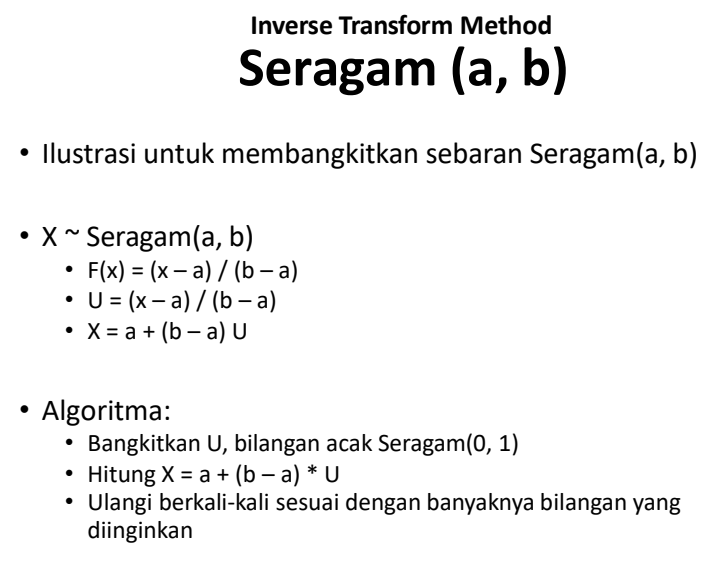 Inverse Transform Method
Seragam (a, b)
• Ilustrasi untuk membangkitkan sebaran Seragam(a, b)
• X ~ Seragam(a, b)
• F(x) = (x – a) / (b – a)
• U = (x – a) / (b – a)
• X = a + (b – a) U
• Algoritma:
• Bangkitkan U, bilangan acak Seragam(0, 1)
• Hitung X = a + (b – a) * U
• Ulangi berkali-kali sesuai dengan banyaknya bilangan yang
diinginkan